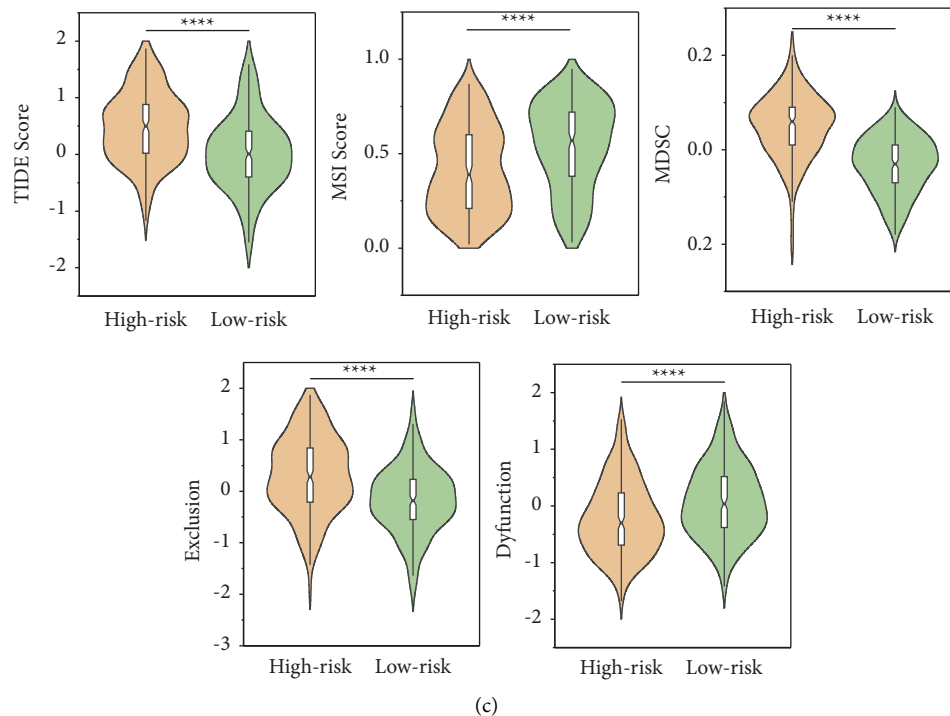 ****
2
1
0
-1
-2
TIDE Score
High-risk Low-risk
****
1.0
0.5
0.0
MSI Score
High-risk Low-risk
****
0.2
0.0
0.2
MDSC
High-risk Low-risk
****
2
1
0
-1
-2
-3
Exclusion
High-risk Low-risk
****
2
1
0
-1
-2
Dyfunction
High-risk Low-risk
(c)